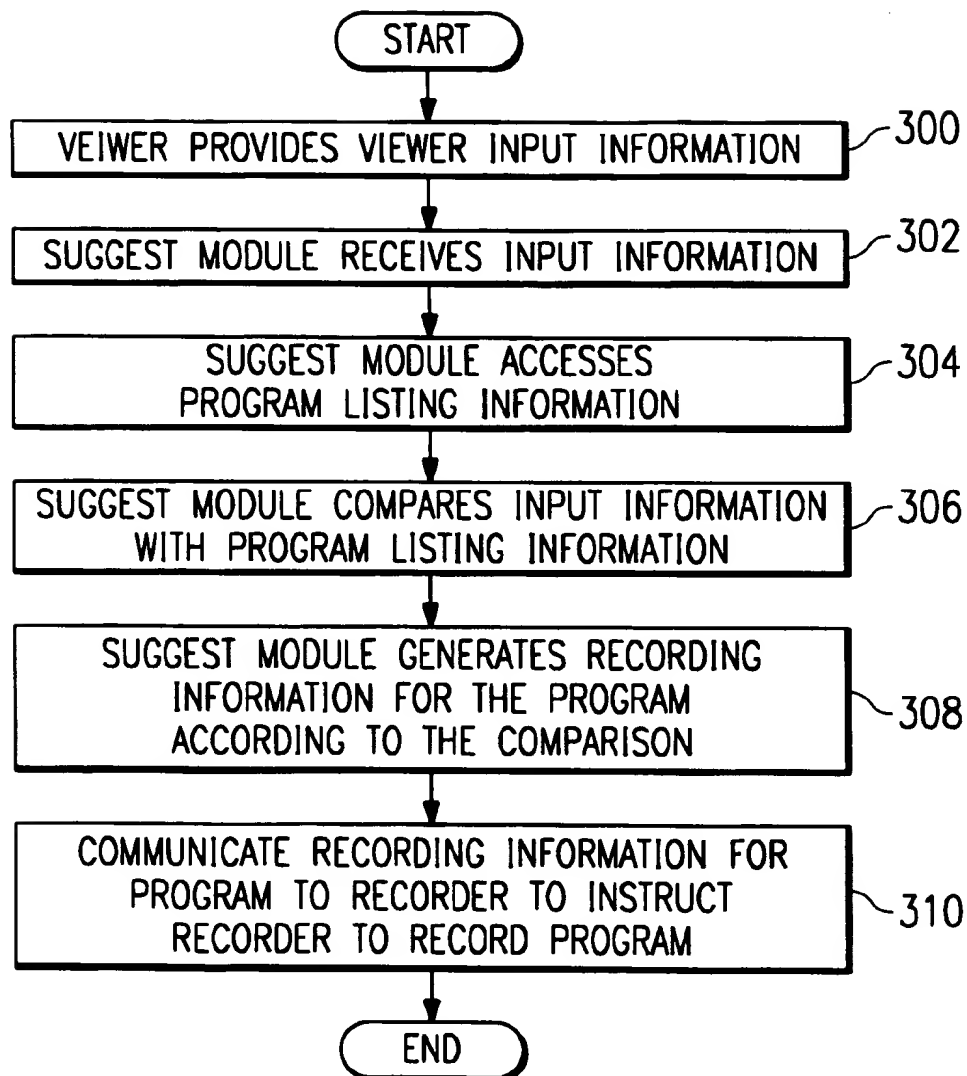 START
VEIWER PROVIDES VIEWER INPUT INFORMATION
300
SUGGEST MODULE RECEIVES INPUT INFORMATION
302
SUGGEST MODULE ACCESSES
PROGRAM LISTING INFORMATION
304
SUGGEST MODULE COMPARES INPUT INFORMATION
WITH PROGRAM LISTING INFORMATION
306
SUGGEST MODULE GENERATES RECORDING
INFORMATION FOR THE PROGRAM
ACCORDING TO THE COMPARISON
308
COMMUNICATE RECORDING INFORMATION FOR
PROGRAM TO RECORDER TO INSTRUCT
RECORDER TO RECORD PROGRAM
310
END